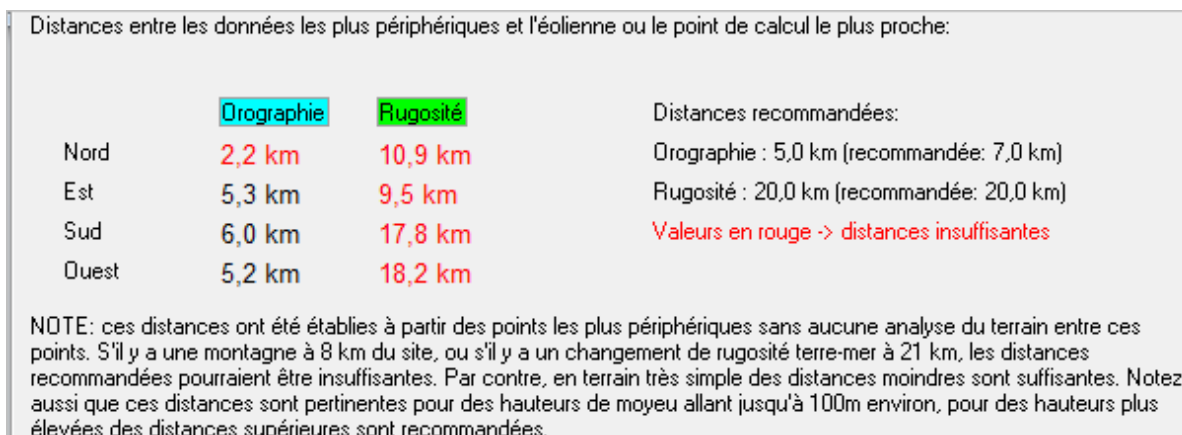 Distances entre les données les plus périphériques et l'éolienne ou le point de calcul le plus proche:
Orographie Rugosité Distances recommandées:
Nord 2,2 km 10,9 km Orographie : 5,0 km (recommandée: 7,0 km)
Est 5,3 km 9,5 km Rugosité : 20,0 km (recommandée: 20,0 km)
Sud 6,0 km 17,8 km Valeurs en rouge -> distances insuffisantes
Ouest 5,2 km 18,2 km
NOTE: ces distances ont été établies à partir des points les plus périphériques sans aucune analyse du terrain entre ces
points. S'il y a une montagne à 8 km du site, ou s'il y a un changement de rugosité terre-mer à 21 km, les distances
recommandées pourraient être insuffisantes. Par contre, en terrain très simple des distances moindres sont suffisantes. Notez
aussi que ces distances sont pertinentes pour des hauteurs de moyeu allant jusqu'à 100m environ, pour des hauteurs plus
élevées des distances supérieures sont recommandées.